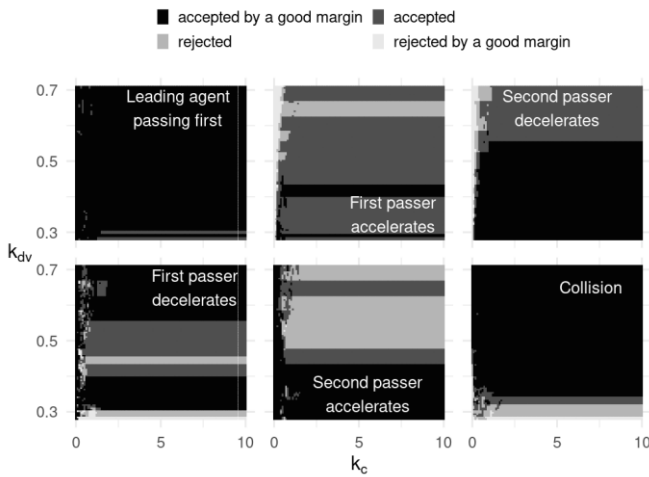 accepted by a good margin
accepted
rejected
rejected by a good margin
0.7
0.5
0.3
Leading agent
passing first
First passer
accelerates
Second passer
decelerates
k_dv
0.7
0.5
0.3
First passer
decelerates
Second passer
accelerates
Collision
0
5
10
0
5
10
0
5
10
k_c